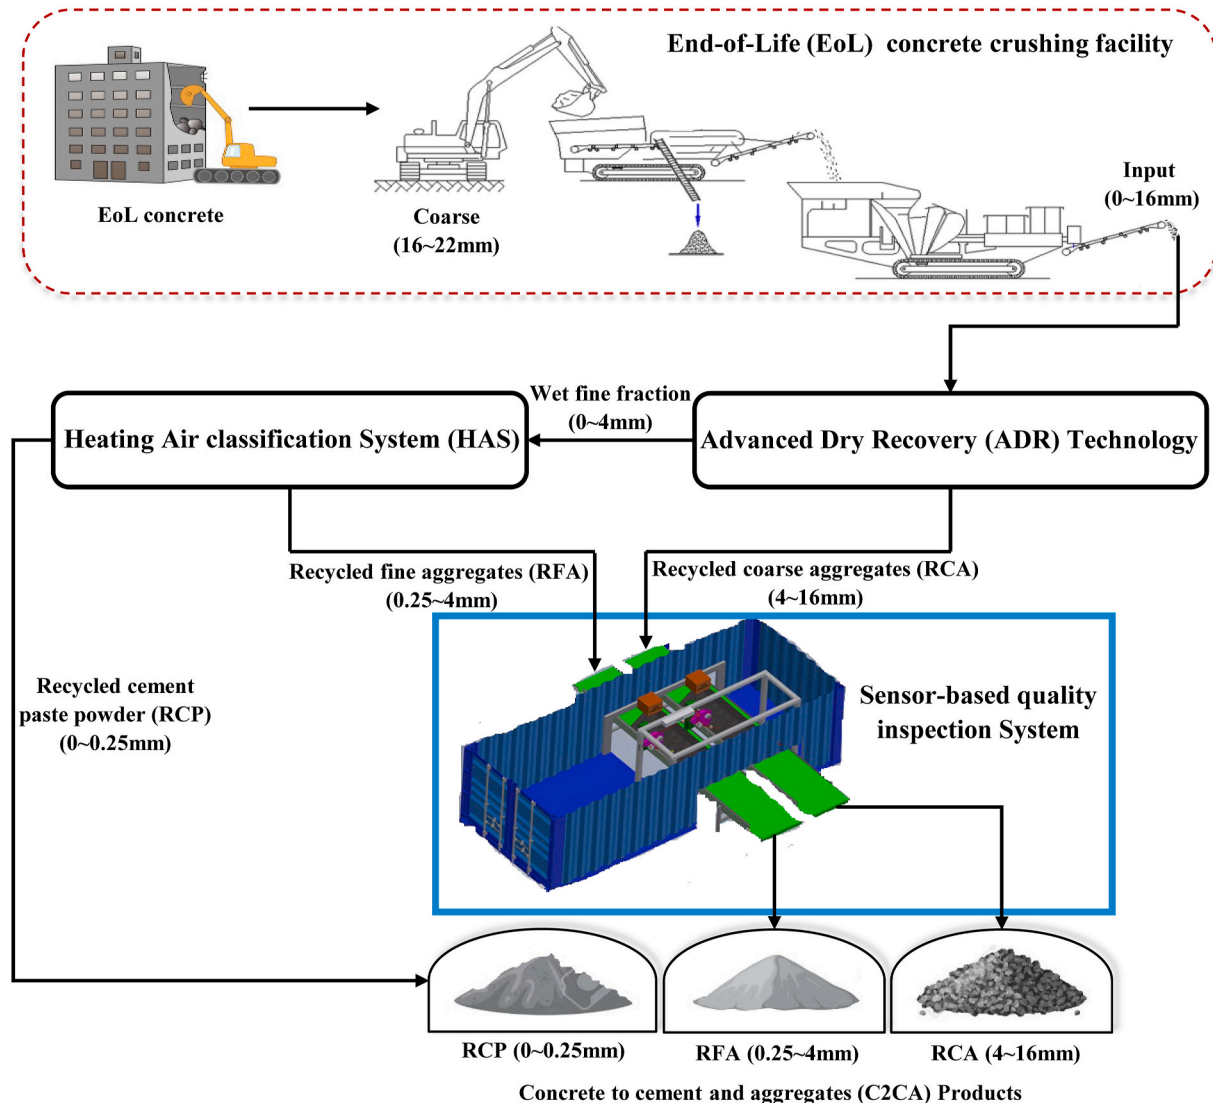 End-of-Life (EoL)  concrete crushing facility
EoL concrete
Coarse
(16~22mm)
Input
(0~16mm)
Wet fine fraction
(0~4mm)
Heating Air classification System (HAS)
Advanced Dry Recovery (ADR) Technology
Recycled fine aggregates (RFA)
(0.25~4mm)
Recycled coarse aggregates (RCA)
(4~16mm)
Recycled cement
paste powder (RCP)
(0~0.25mm)
Sensor-based quality
inspection System
RCP (0~0.25mm)
RFA (0.25~4mm)
RCA (4~16mm)
Concrete to cement and aggregates (C2CA) Products